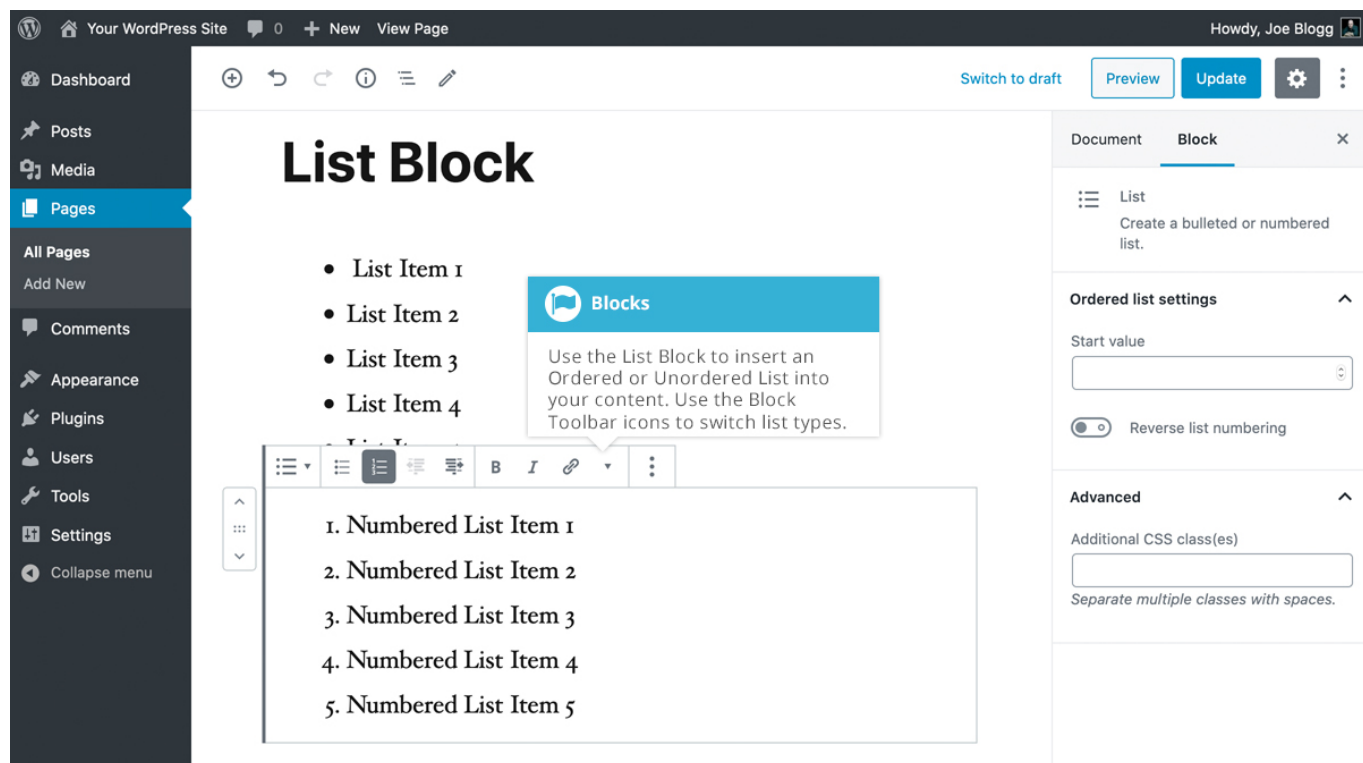 Your WordPress Site 0 + New View Page Howdy, Joe Blogg
Dashboard
Posts
Media
Pages
All Pages
Add New
Comments
Appearance
Plugins
Users
Tools
Settings
Collapse menu
Switch to draft Preview Update
List Block
• List Item 1
• List Item 2
• List Item 3
• List Item 4
Blocks
Use the List Block to insert an
Ordered or Unordered List into
your content. Use the Block
Toolbar icons to switch list types.
B I
1. Numbered List Item 1
2. Numbered List Item 2
3. Numbered List Item 3
4. Numbered List Item 4
5. Numbered List Item 5
Document Block
List
Create a bulleted or numbered
list.
Ordered list settings
Start value
Reverse list numbering
Advanced
Additional CSS class(es)
Separate multiple classes with spaces.